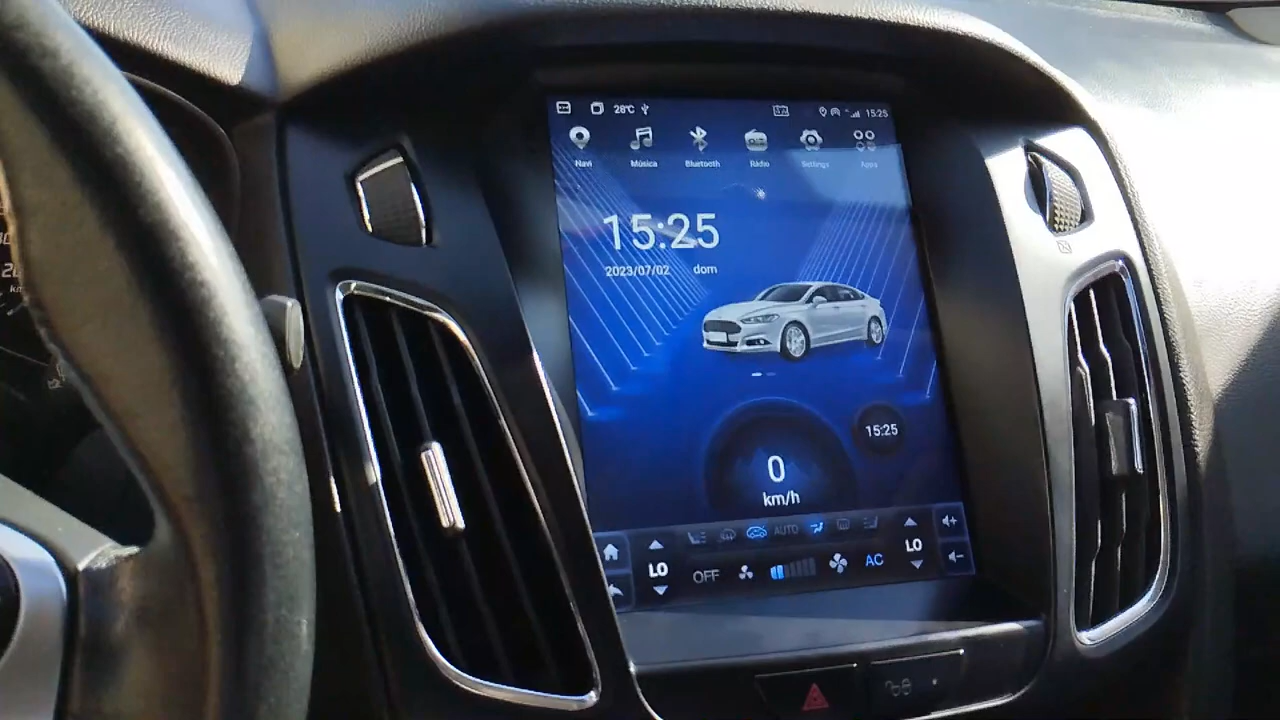 28°C 15:25
Navi Música Bluetooth Rádio Settings Apps
15:25
2023/07/02 dom
15:25
0
km/h
AUTO
LO OFF AC LO